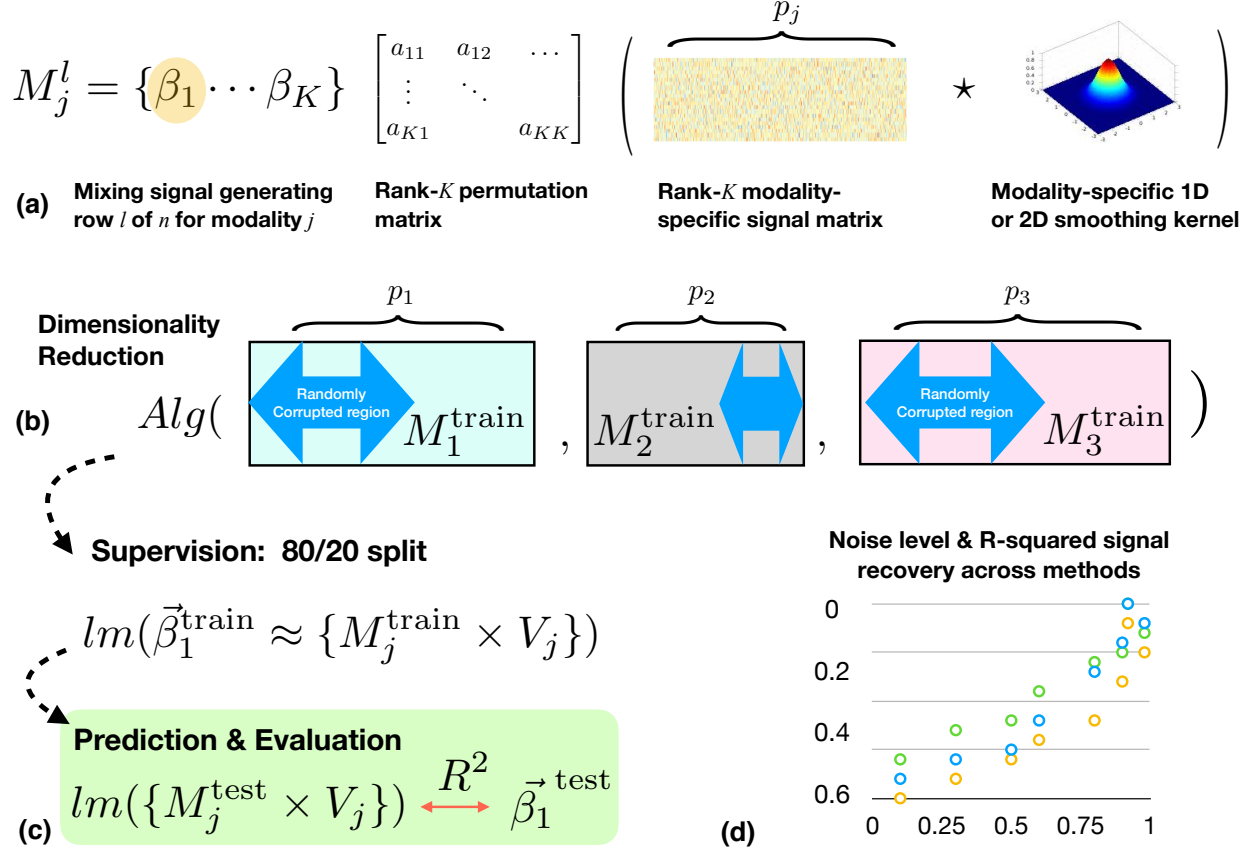 p_j
M_j^l = {β_1 ⋯ β_K} [a_11 a_12 … ⋮ ⋱ a_K1 a_KK] ( ⋆ )
(a)
Mixing signal generating
row l of n for modality j
Rank-K permutation
matrix
Rank-K modality-
specific signal matrix
Modality-specific 1D
or 2D smoothing kernel
Dimensionality
Reduction
p_1
p_2
p_3
(b)
Alg( M_1^train , M_2^train , M_3^train )
Randomly
Corrupted region
Randomly
Corrupted region
Supervision: 80/20 split
lm(β⃗_1^train ≈ {M_j^train × V_j})
Prediction & Evaluation
lm({M_j^test × V_j}) R^2 β⃗_1^test
(c)
Noise level & R-squared signal
recovery across methods
0
0.2
0.4
0.6
0 0.25 0.5 0.75 1
(d)